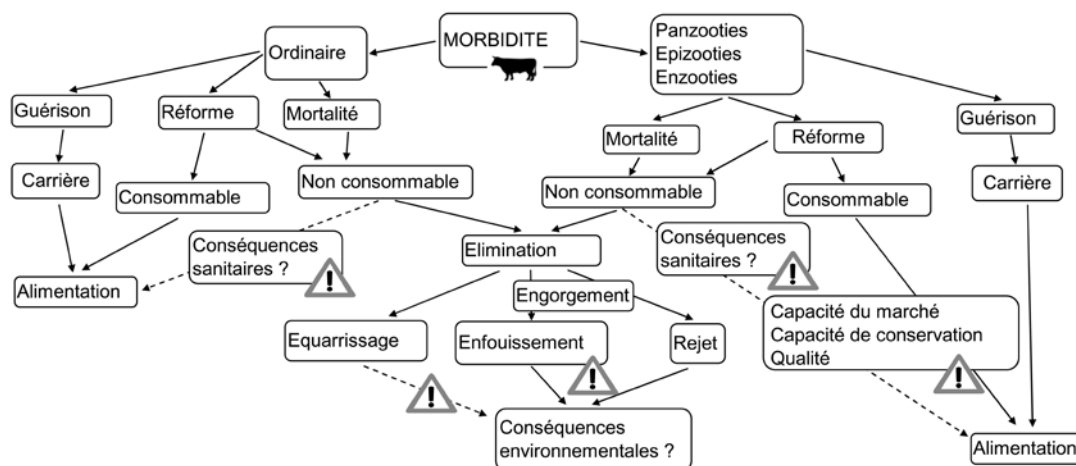 MORBIDITE
Ordinaire
Panzooties
Epizooties
Enzooties
Guérison
Réforme
Mortalité
Mortalité
Réforme
Guérison
Carrière
Consommable
Non consommable
Non consommable
Consommable
Carrière
Conséquences
sanitaires ?
!
Elimination
Conséquences
sanitaires ?
!
Alimentation
Engorgement
Capacité du marché
Capacité de conservation
Qualité
!
Equarrissage
Enfouissement
Rejet
!
!
Conséquences
environnementales ?
Alimentation